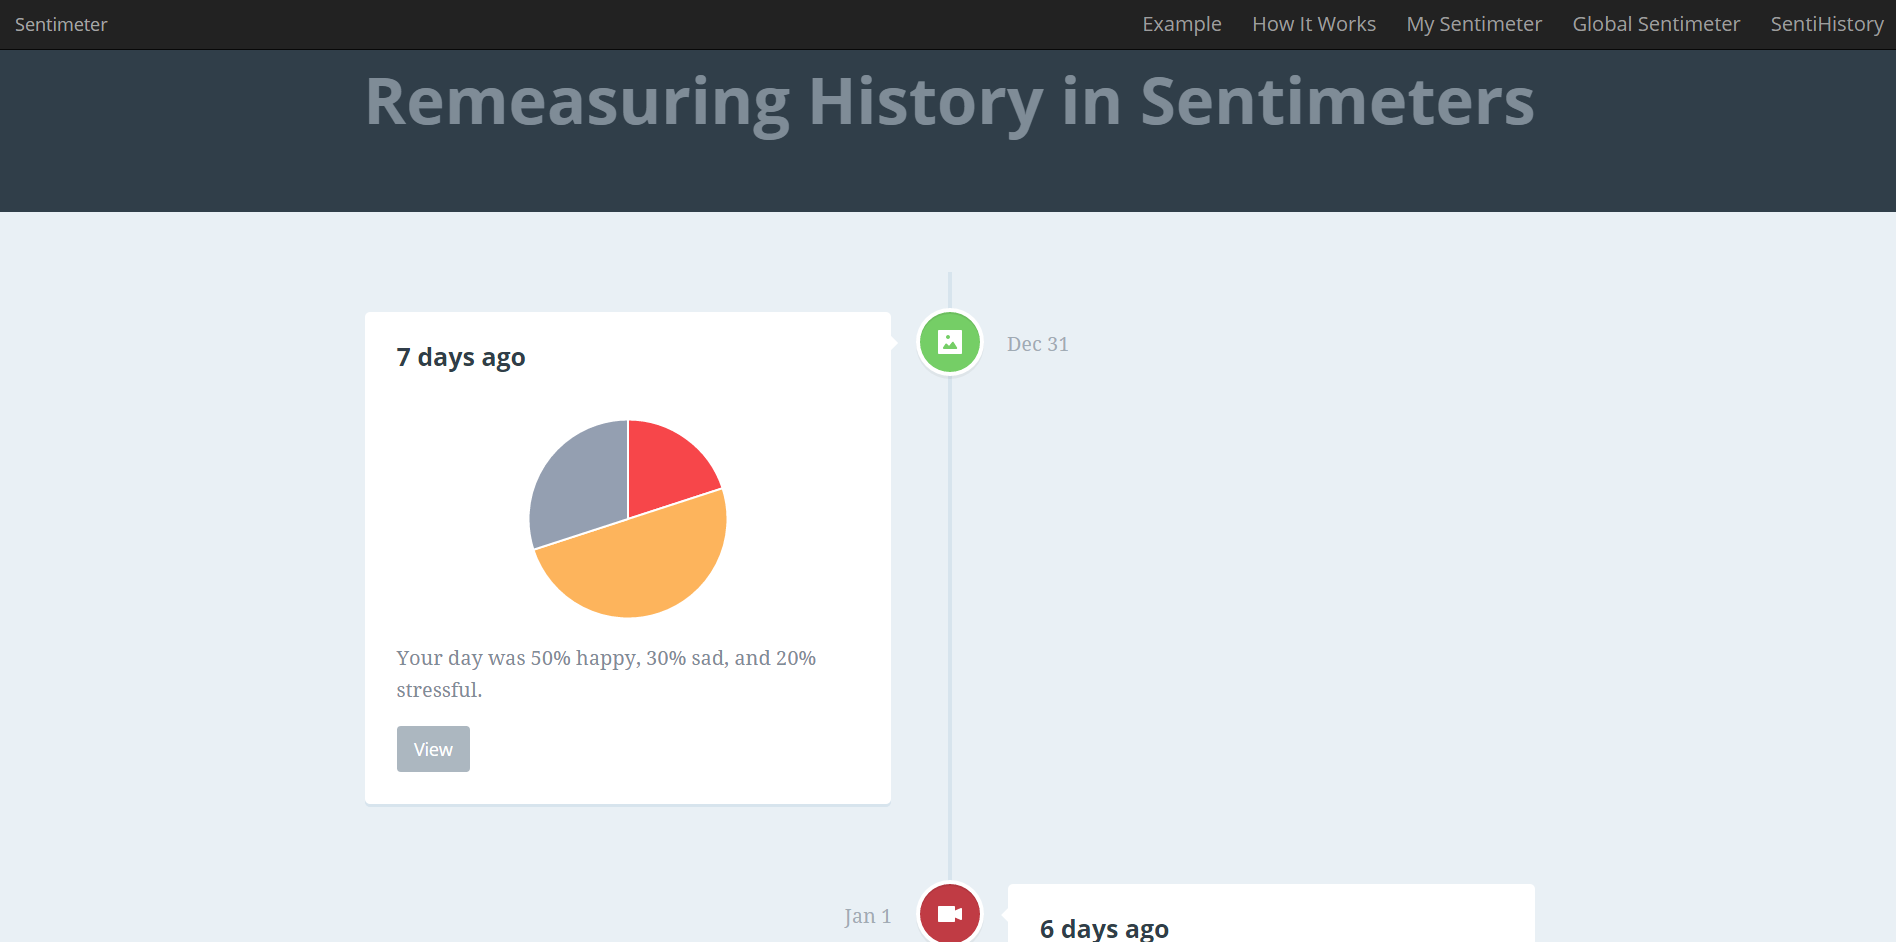 Sentimeter
Example How It Works My Sentimeter Global Sentimeter SentiHistory
Remeasuring History in Sentimeters
7 days ago
Dec 31
Your day was 50% happy, 30% sad, and 20%
stressful.
View
Jan 1
6 days ago